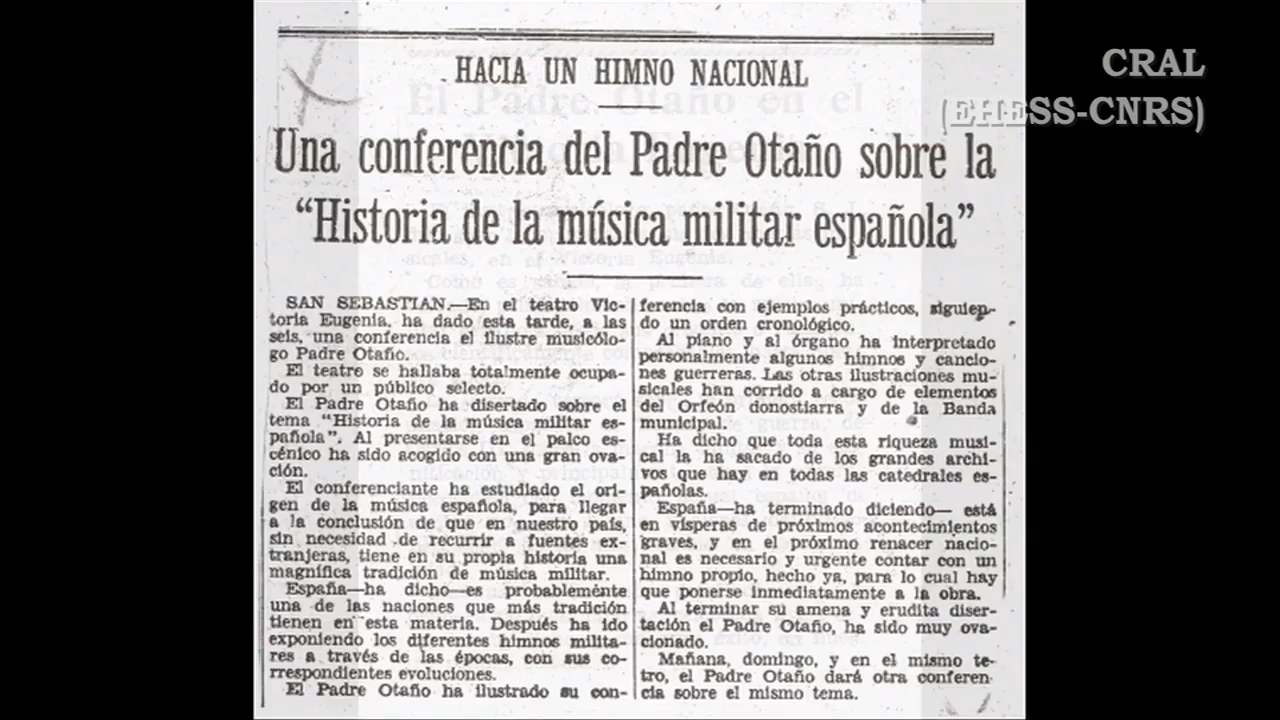 CRAL
(EHESS-CNRS)
HACIA UN HIMNO NACIONAL
Una conferencia del Padre Otaño sobre la
“Historia de la música militar española”
SAN SEBASTIAN.—En el teatro Vic-
toria Eugenia, ha dado esta tarde, a las
seis, una conferencia el ilustre musicólo-
go Padre Otaño.
El teatro se hallaba totalmente ocupa-
do por un público selecto.
El Padre Otaño ha disertado sobre el
tema “Historia de la música militar es-
pañola”. Al presentarse en el palco es-
cénico ha sido acogido con una gran ova-
ción.
El conferenciante ha estudiado el ori-
gen de la música española, para llegar
a la conclusión de que en nuestro país,
sin necesidad de recurrir a fuentes ex-
tranjeras, tiene en su propia historia una
magnífica tradición de música militar.
España—ha dicho—es probablemente
una de las naciones que más tradición
tienen en esta materia. Después ha ido
exponiendo los diferentes himnos milita-
res a través de las épocas, con sus co-
rrespondientes evoluciones.
El Padre Otaño ha ilustrado su con-
ferencia con ejemplos prácticos, siguien-
do un orden cronológico.
Al piano y al órgano ha interpretado
personalmente algunos himnos y cancio-
nes guerreras. Las otras ilustraciones mu-
sicales han corrido a cargo de elementos
del Orfeón donostiarra y de la Banda
municipal.
Ha dicho que toda esta riqueza musi-
cal la ha sacado de los grandes archi-
vos que hay en todas las catedrales es-
pañolas.
España—ha terminado diciendo— está
en vísperas de próximos acontecimientos
graves, y en el próximo renacer nacio-
nal es necesario y urgente contar con un
himno propio, hecho ya, para lo cual hay
que ponerse inmediatamente a la obra.
Al terminar su amena y erudita diser-
tación el Padre Otaño, ha sido muy ova-
cionado.
Mañana, domingo, y en el mismo te-
tro, el Padre Otaño dará otra conferen
cia sobre el mismo tema.